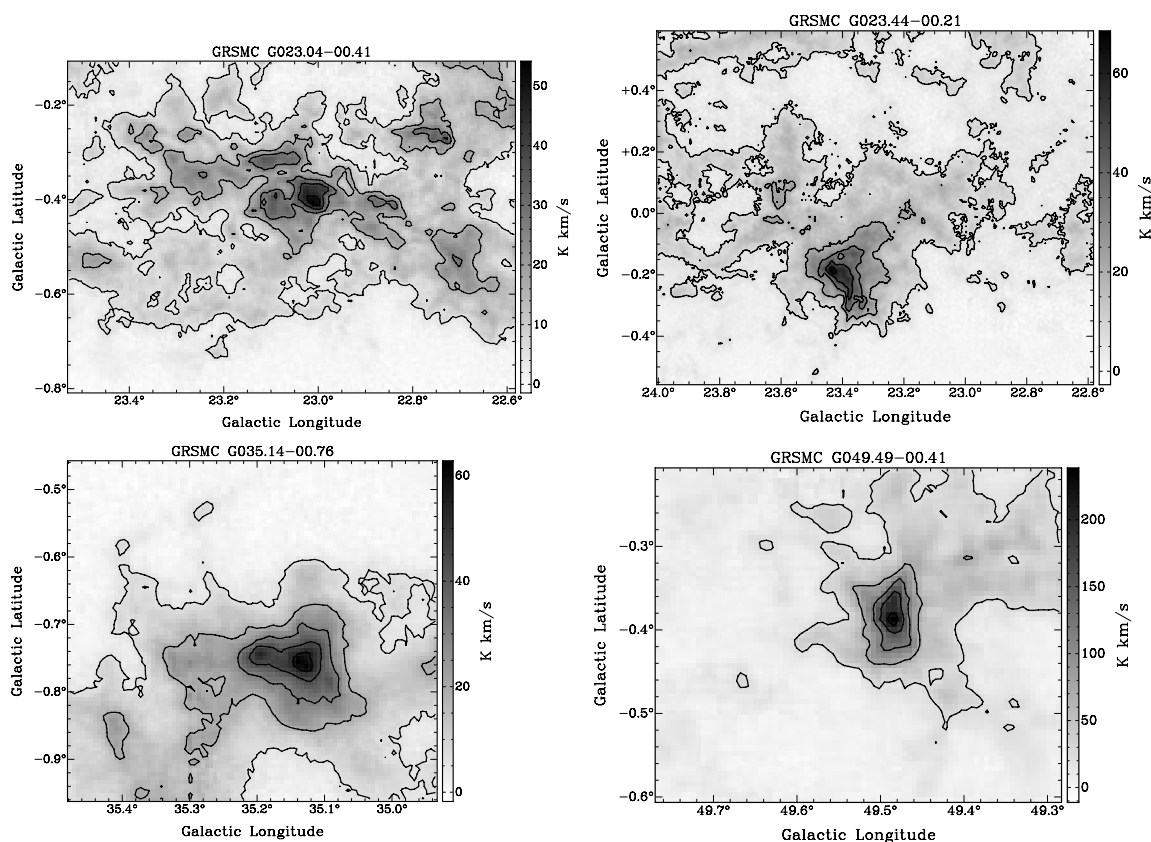 GRSMC G023.04−00.41
−0.2°
−0.3°
−0.4°
−0.6°
−0.8°
Galactic Latitude
23.4° 23.2° 23.0° 22.8° 22.6°
Galactic Longitude
50
40
30
20
10
0
K km/s
GRSMC G023.44−00.21
+0.4°
+0.2°
0.0°
−0.2°
−0.4°
Galactic Latitude
24.0° 23.8° 23.6° 23.4° 23.2° 23.0° 22.8° 22.6°
Galactic Longitude
60
40
20
0
K km/s
GRSMC G035.14−00.76
−0.5°
−0.6°
−0.7°
−0.8°
−0.9°
Galactic Latitude
35.4° 35.3° 35.2° 35.1° 35.0°
Galactic Longitude
60
40
20
0
K km/s
GRSMC G049.49−00.41
−0.3°
−0.4°
−0.5°
−0.6°
Galactic Latitude
49.7° 49.6° 49.5° 49.4° 49.3°
Galactic Longitude
200
150
100
50
0
K km/s